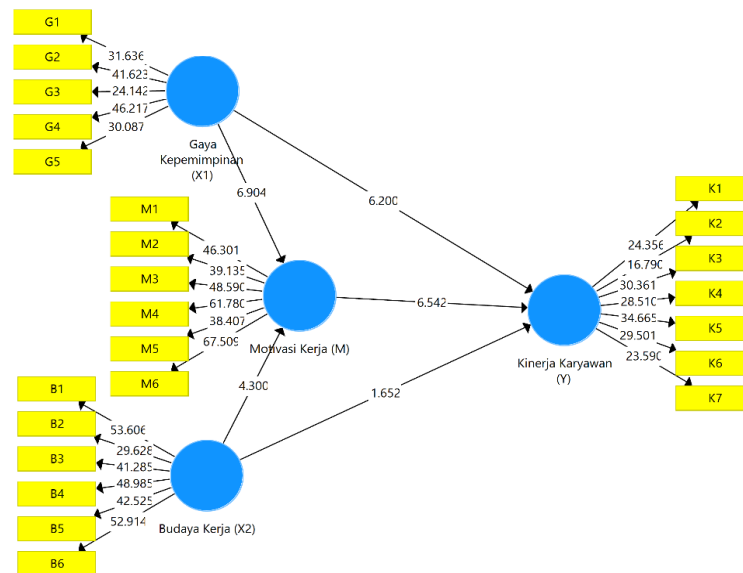 G1
G2
G3
G4
G5
31.636
41.623
24.142
46.217
30.087
Gaya
Kepemimpinan
(X1)
6.904
6.200
M1
M2
M3
M4
M5
M6
46.301
39.135
48.590
61.780
38.407
67.509
Motivasi Kerja (M)
6.542
4.300
1.652
B1
B2
B3
B4
B5
B6
53.606
29.628
41.285
48.985
42.525
52.914
Budaya Kerja (X2)
K1
K2
K3
K4
K5
K6
K7
24.356
16.790
30.361
28.510
34.665
29.501
23.590
Kinerja Karyawan
(Y)